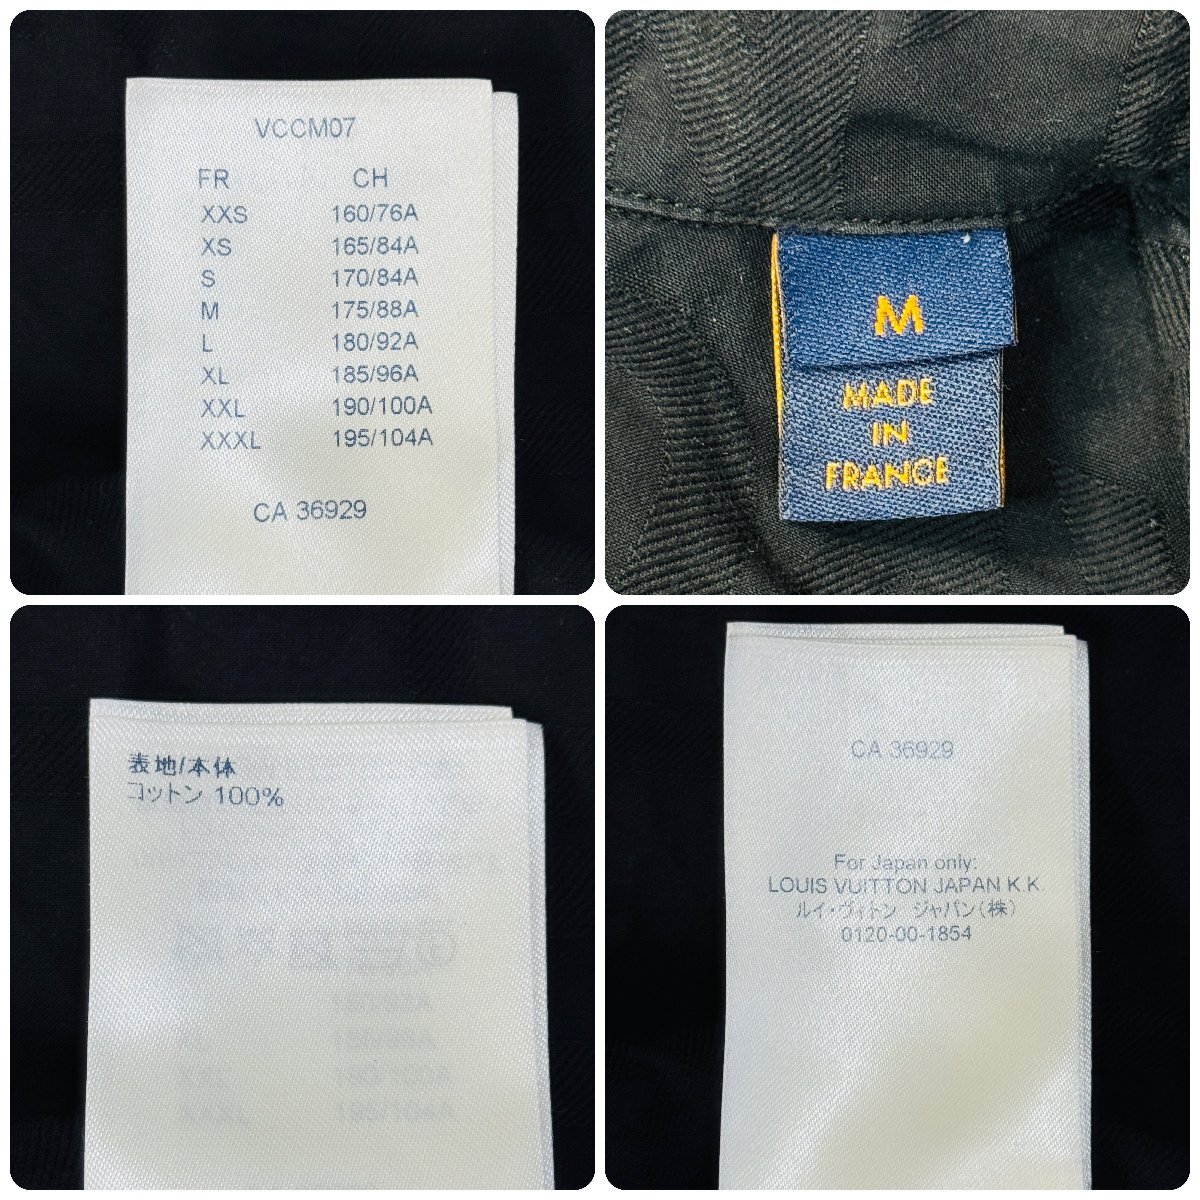 VCCM07
FR CH
XXS 160/76A
XS 165/84A
S 170/84A
M 175/88A
L 180/92A
XL 185/96A
XXL 190/100A
XXXL 195/104A
CA 36929
M
MADE
IN
FRANCE
表地/本体
コットン 100%
CA 36929
For Japan only:
LOUIS VUITTON JAPAN K.K.
ルイ・ヴィトン ジャパン(株)
0120-00-1854